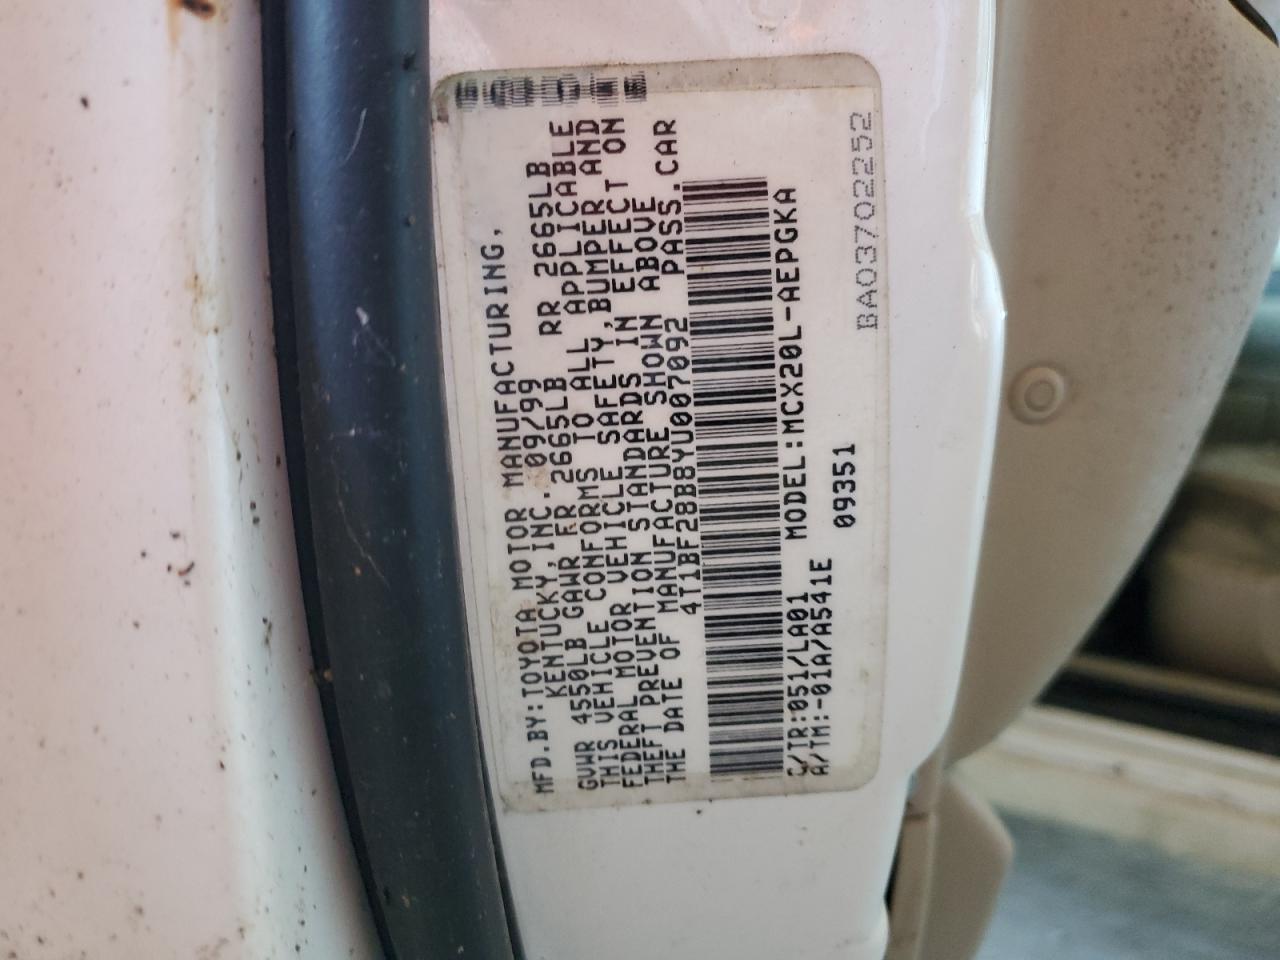 MFD.BY:TOYOTA MOTOR MANUFACTURING,
KENTUCKY,INC. 09/99
GVWR 4550LB GAWR FR 2665LB RR 2665LB
THIS VEHICLE CONFORMS TO ALL APPLICABLE
FEDERAL MOTOR VEHICLE SAFETY,BUMPER AND
THEFT PREVENTION STANDARDS IN EFFECT ON
THE DATE OF MANUFACTURE SHOWN ABOVE.
4T1BF28B8YU007092 PASS.CAR
C/TR:051/LA01 MODEL:MCX20L-AEPGKA
A/TM:-01A/A541E 09351
BA03702252